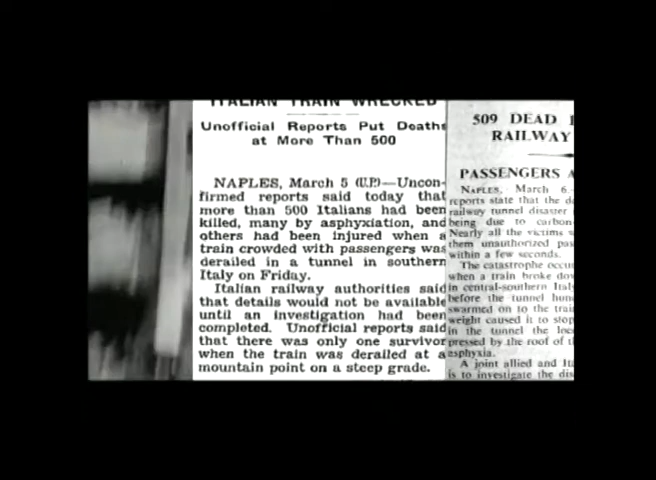 ITALIAN TRAIN WRECKED
Unofficial Reports Put Deaths
at More Than 500
NAPLES, March 5 (U.P.)—Uncon-
firmed reports said today that
more than 500 Italians had been
killed, many by asphyxiation, and
others had been injured when a
train crowded with passengers was
derailed in a tunnel in southern
Italy on Friday.
Italian railway authorities said
that details would not be available
until an investigation had been
completed. Unofficial reports said
that there was only one survivor
when the train was derailed at a
mountain point on a steep grade.
509 DEAD
RAILWAY
PASSENGERS
NAPLES, March 6.
reports state that the
railway tunnel disaster
being due to carbon
Nearly all the victims
them unauthorized
within a few seconds.
The catastrophe
when a train broke
in central-southern
before the tunnel
swarmed on to the
weight caused it to stop
in the tunnel the
pressed by the roof of
asphyxia.
A joint allied and
is to investigate the